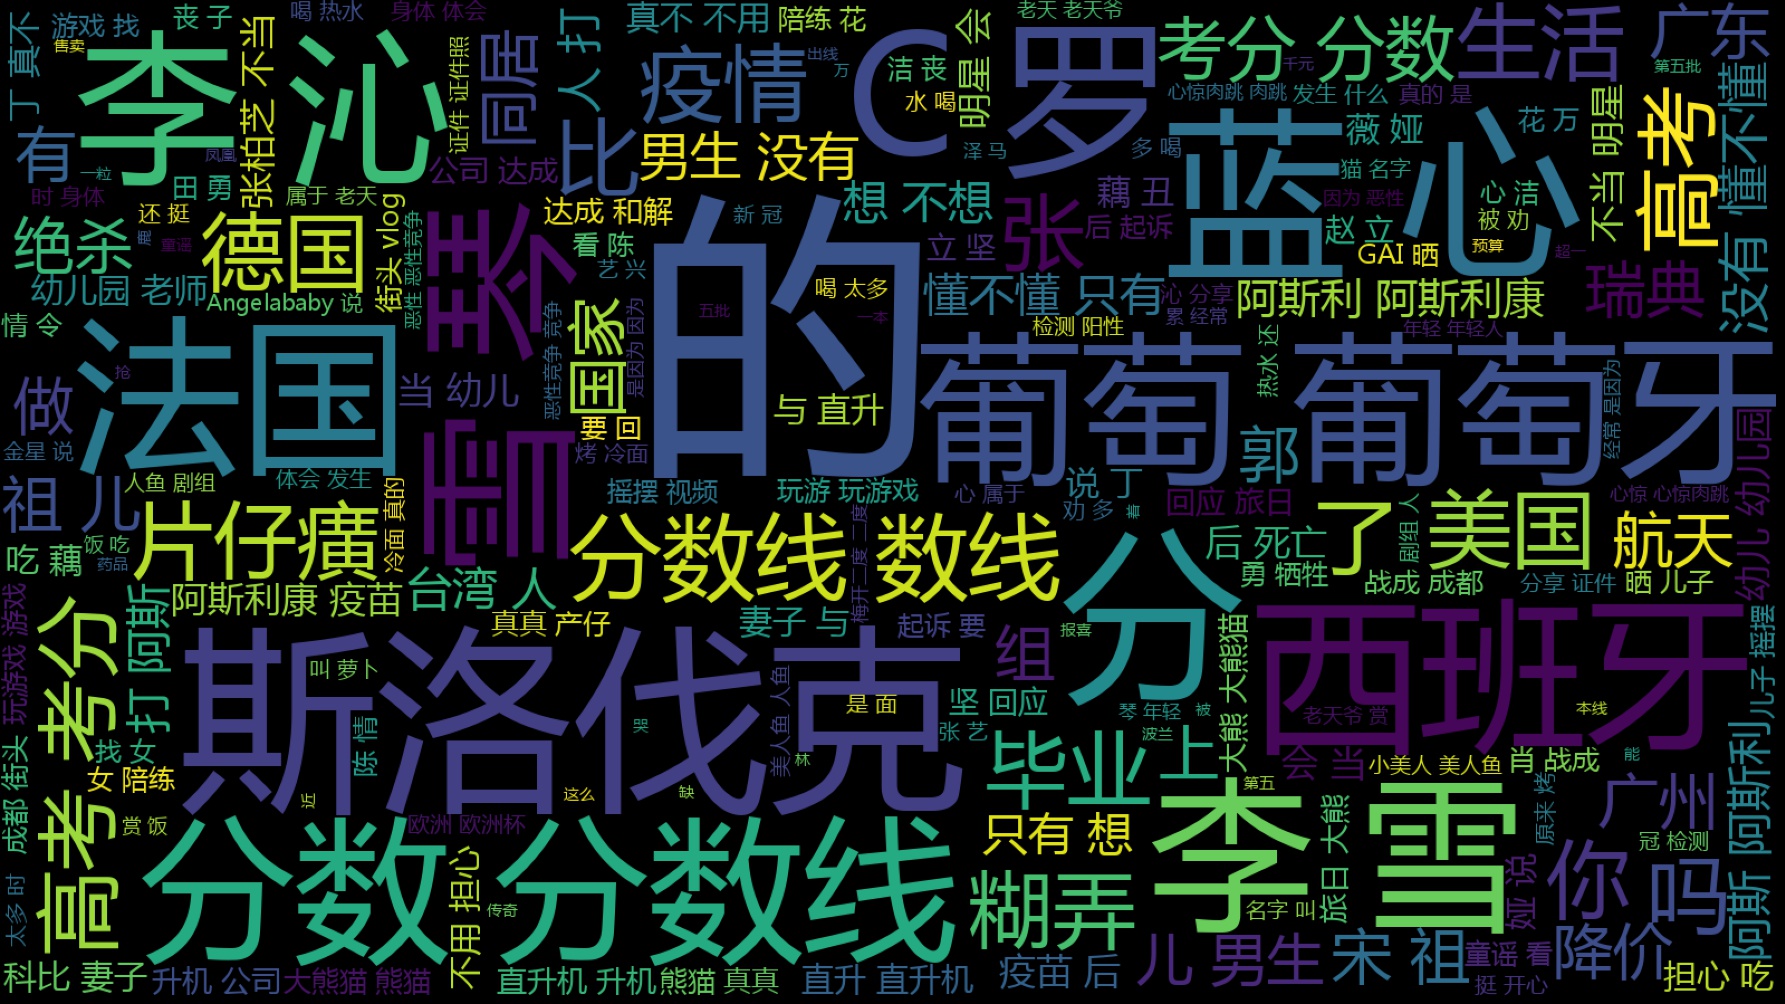 丁 真不
游戏 找
丧 子
售卖
喝 热水
身体 体会
真不 不用
陪练 花
老天 老天爷
李 沁
张柏芝 不当
证件 证件照
同居
人 打
疫情
出线
万
C 罗
洁 丧
水 喝
明星 会
考分 分数
千元
生活
广东
第五批
有
一粒
凤凰
田 勇
时 身体
属于 老天
还 挺
公司 达成
比
男生 没有
泽 马
多 喝
心惊肉跳 肉跳
发生 什么
真的 是
蓝 心
薇 娅
花 万
猫 名字
因为 恶性
心 洁
被 劝
不当 明星
高考
没有 懂不懂
绝杀
德国
鹿
童谣
街头 vlog
恶性 恶性竞争
雪 琴
达成 和解
看 陈
艺 兴
新 冠
想 不想
藕 丑
立 坚
张
后 起诉
赵 立
GAI 晒
预算
超一
幼儿园 老师
Angelababy 说
的
喝 太多
懂不懂 只有
沁 分享
累 经常
阿斯利 阿斯利康
瑞典
情 令
法国
恶性竞争 竞争
国家
是因为 因为
五批
一本
检测 阳性
葡萄 葡萄牙
年轻 年轻人
热水 还
做
抢
当 幼儿
与 直升
要 回
烤 冷面
郭
经常 是因为
金星 说
人鱼 剧组
体会 发生
摇摆 视频
玩游 玩游戏
心 属于
说 丁
劝 多
着
回应 旅日
心惊 心惊肉跳
幼儿 幼儿园
祖 儿
片仔癀
冷面 真的
分数线 数线
梅开二度 二度
分
后 死亡
了
剧组 人
美国
航天
吃 藕
饭 吃
药品
阿斯利康 疫苗
台湾 人
勇 牺牲
战成 成都
分享 证件
晒 儿子
玩游戏 游戏
高考 考分
打 阿斯
真真 产仔
妻子 与
起诉 要
报喜
组
大熊 大熊猫
西班牙
儿子 摇摆
斯洛伐克
叫 萝卜
哭
美人鱼 人鱼
是 面
坚 回应
琴 年轻
被
老天爷 赏
本线
找 女
陈 情
张 艺
波兰
成都 街头
女 陪练
林
毕业
上
会 当
小美人 美人鱼
肖 战成
能
阿斯 阿斯利
近
这么
缺
第五
李 雪
原来 烤
广州
赏 饭
分数 分数线
欧洲 欧洲杯
只有 想
旅日 大熊
冠 检测
太多 时
不用 担心
传奇
糊弄
名字 叫
娅 说
你
吗
科比 妻子
升机 公司
大熊猫 熊猫
直升机 升机
熊猫 真真
直升 直升机
疫苗 后
儿 男生
宋 祖
童谣 看
挺 开心
降价
担心 吃